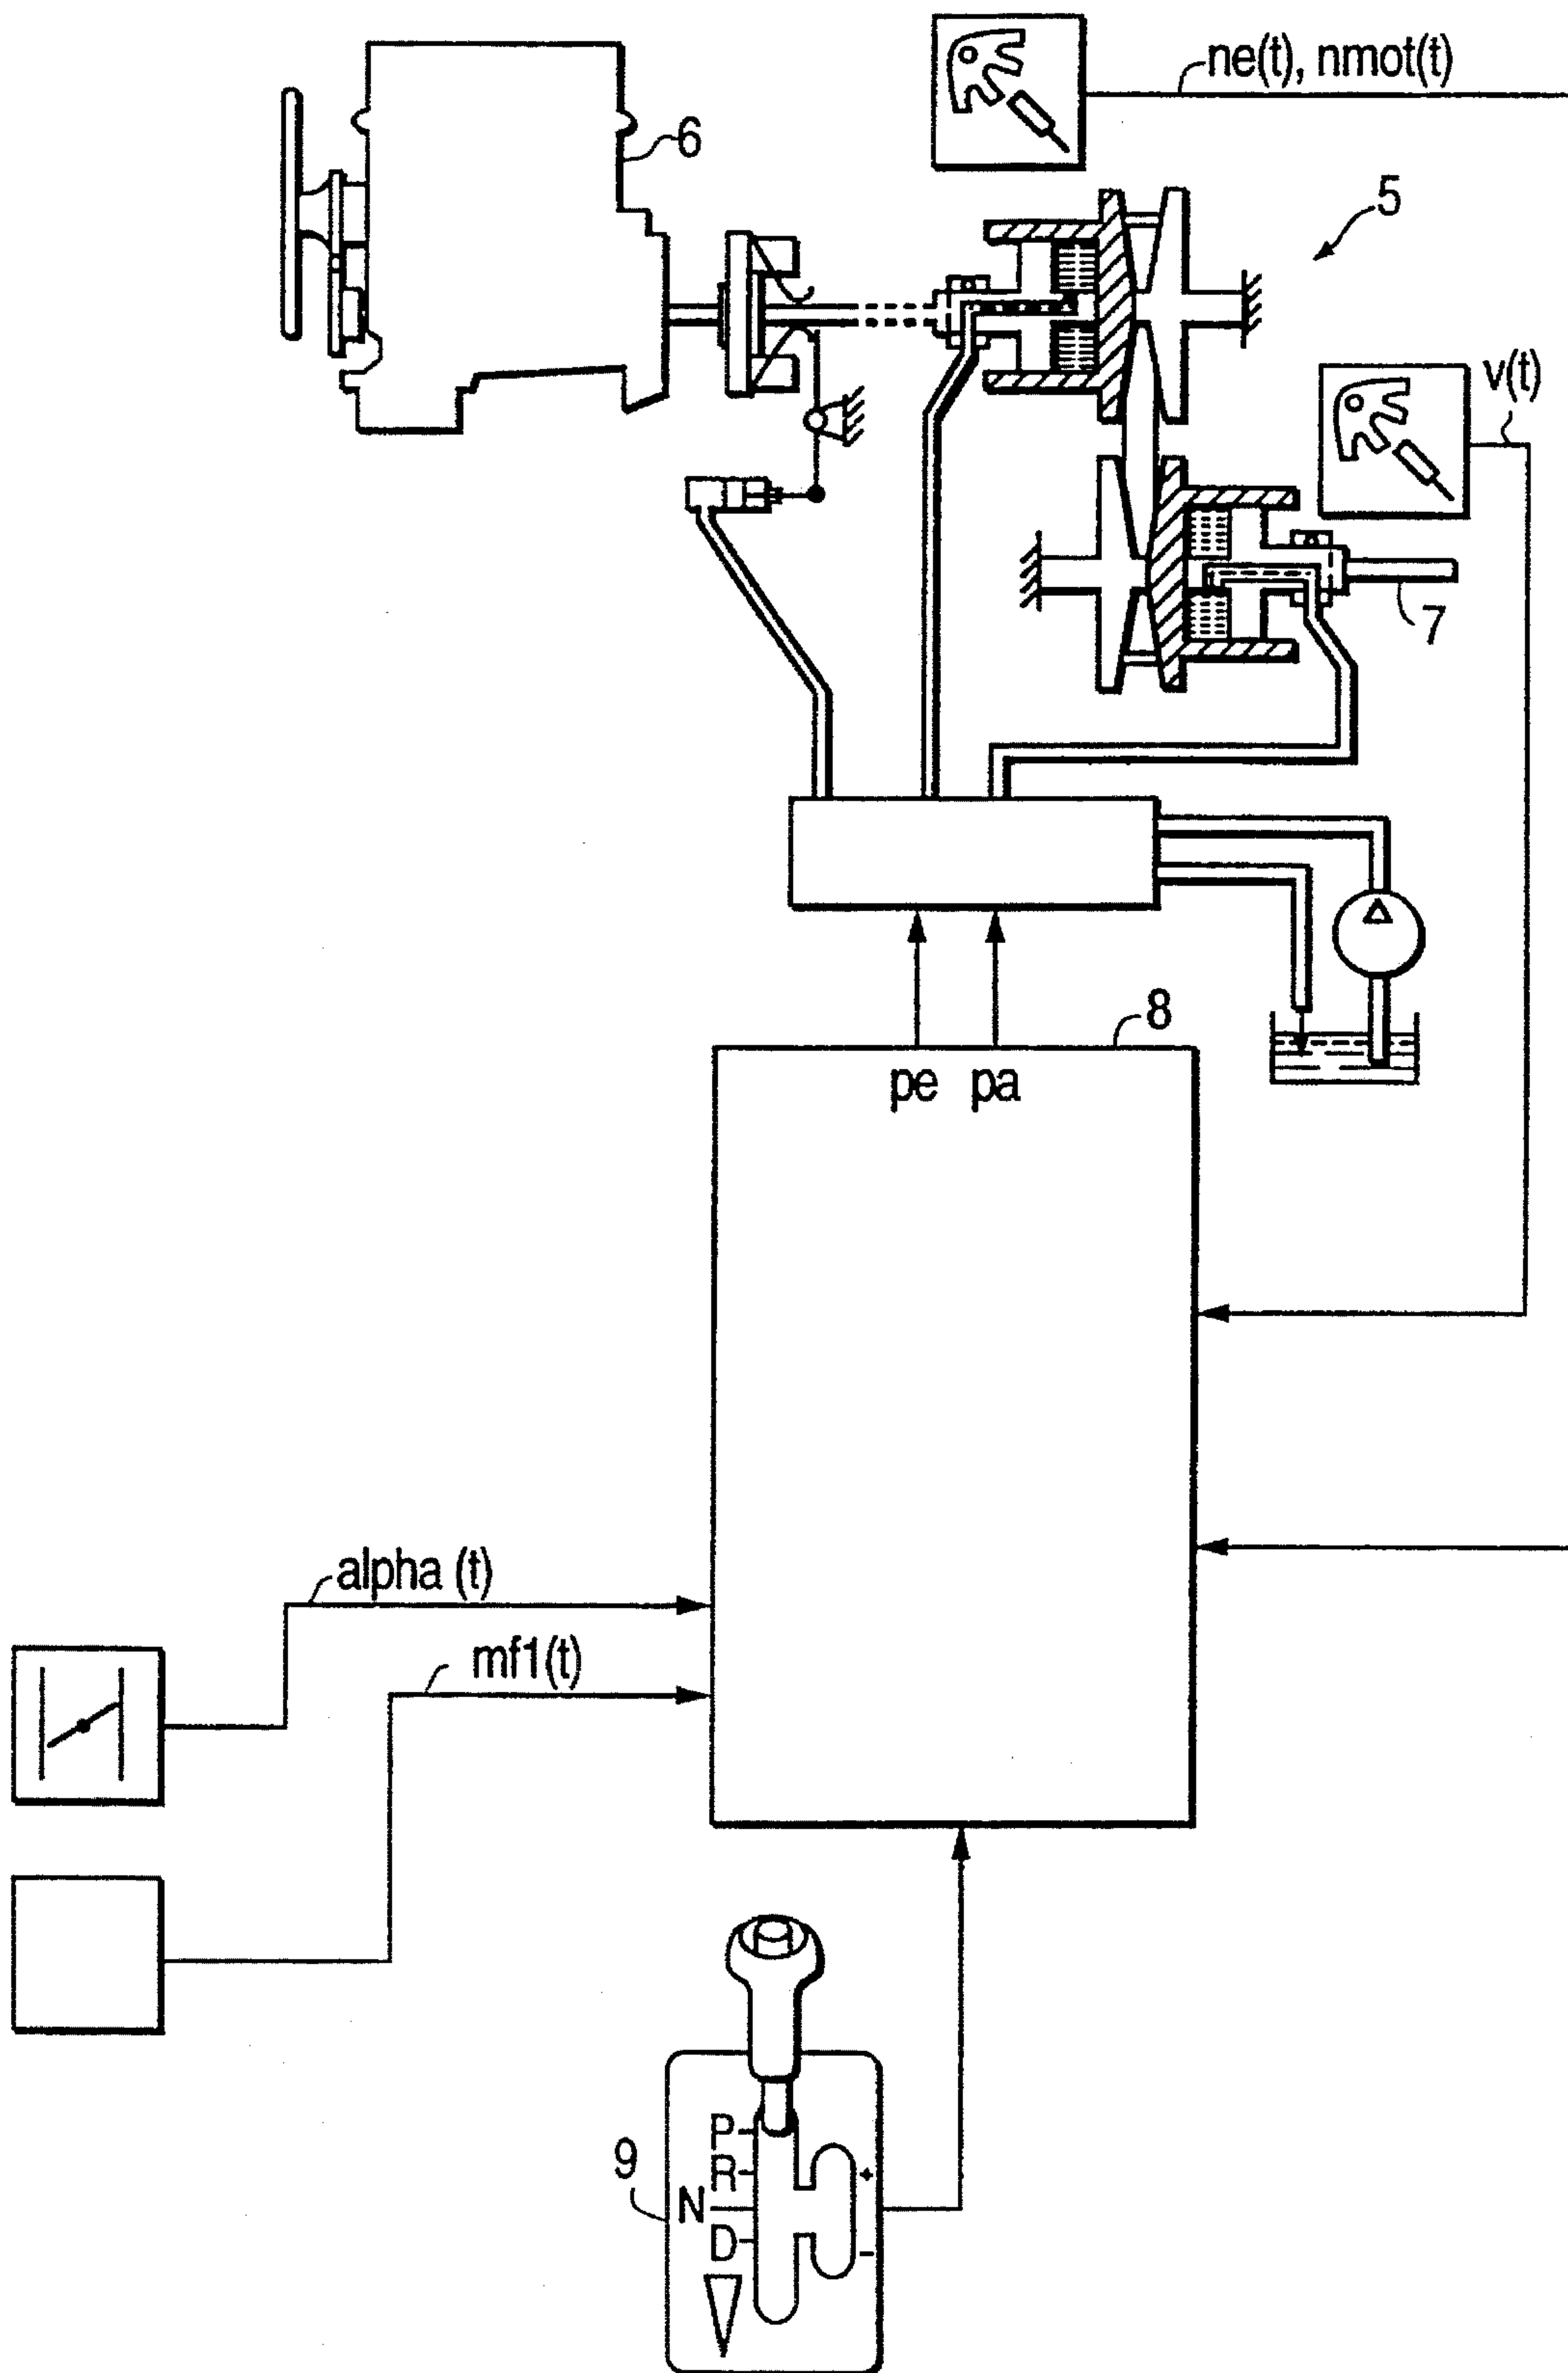 ne(t), nmot(t)
6
5
v(t)
7
8
pe pa
alpha (t)
mf1(t)
9
P
R
N
D
+
-